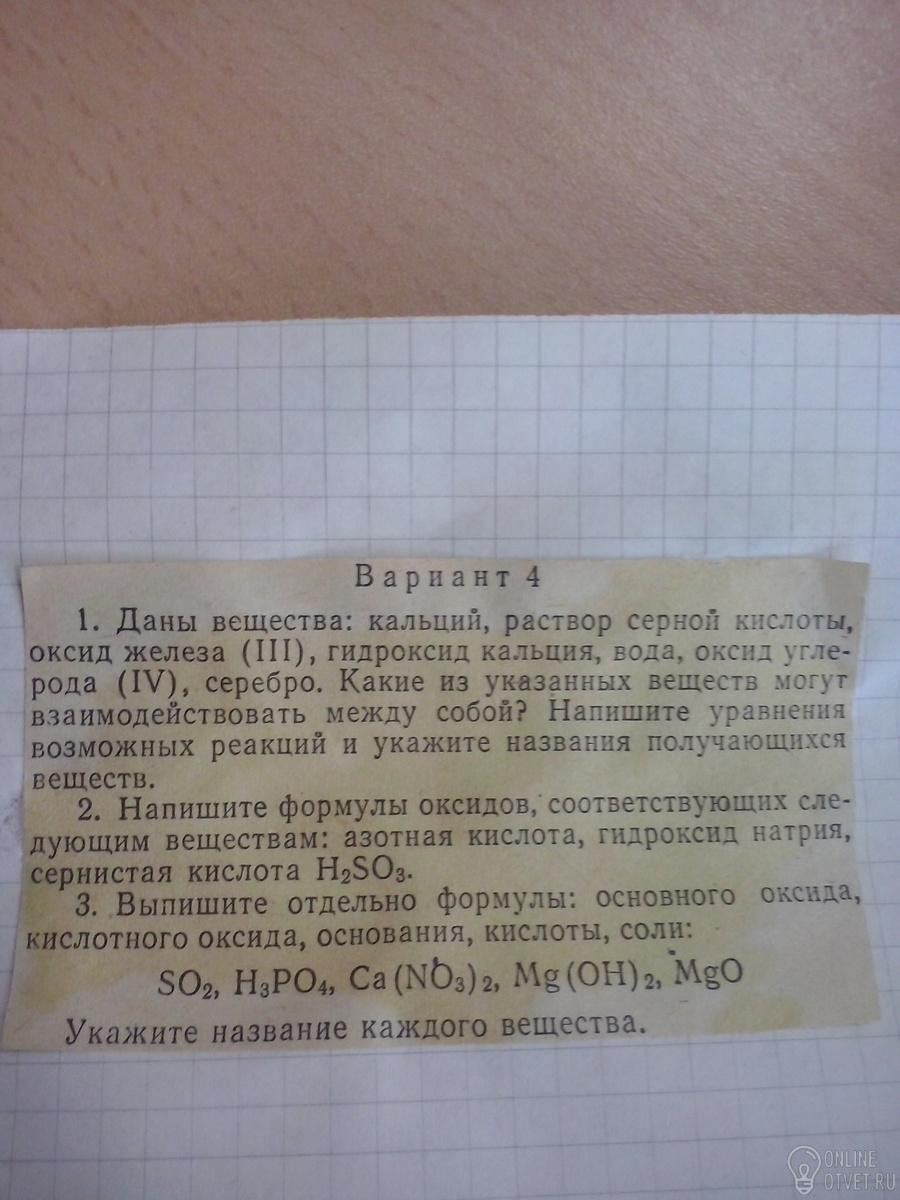 Вариант 4
1. Даны вещества: кальций, раствор серной кислоты,
оксид железа (III), гидроксид кальция, вода, оксид угле-
рода (IV), серебро. Какие из указанных веществ могут
взаимодействовать между собой? Напишите уравнения
возможных реакций и укажите названия получающихся
веществ.
2. Напишите формулы оксидов, соответствующих сле-
дующим веществам: азотная кислота, гидроксид натрия,
сернистая кислота H₂SO₃.
3. Выпишите отдельно формулы: основного оксида,
кислотного оксида, основания, кислоты, соли:
SO₂, H₃PO₄, Ca(NO₃)₂, Mg(OH)₂, MgO
Укажите название каждого вещества.
ONLINE
OTVET.RU